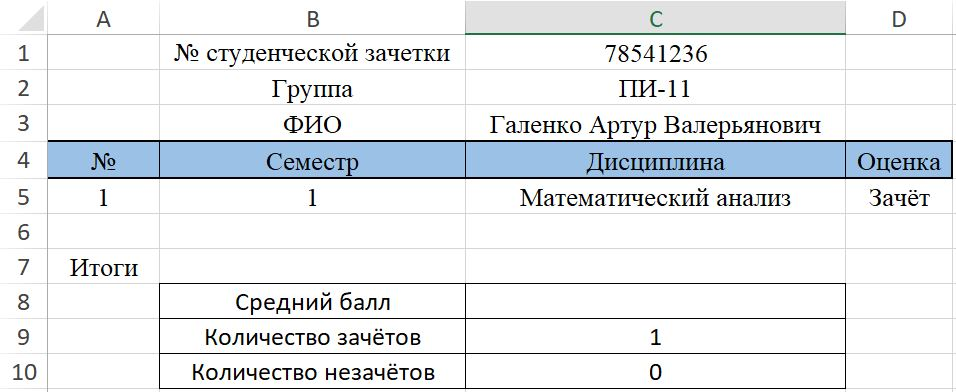 A B C D
1 № студенческой зачетки 78541236
2 Группа ПИ-11
3 ФИО Галенко Артур Валерьянович
4 № Семестр Дисциплина Оценка
5 1 1 Математический анализ Зачёт
6
7 Итоги
8 Средний балл
9 Количество зачётов 1
10 Количество незачётов 0